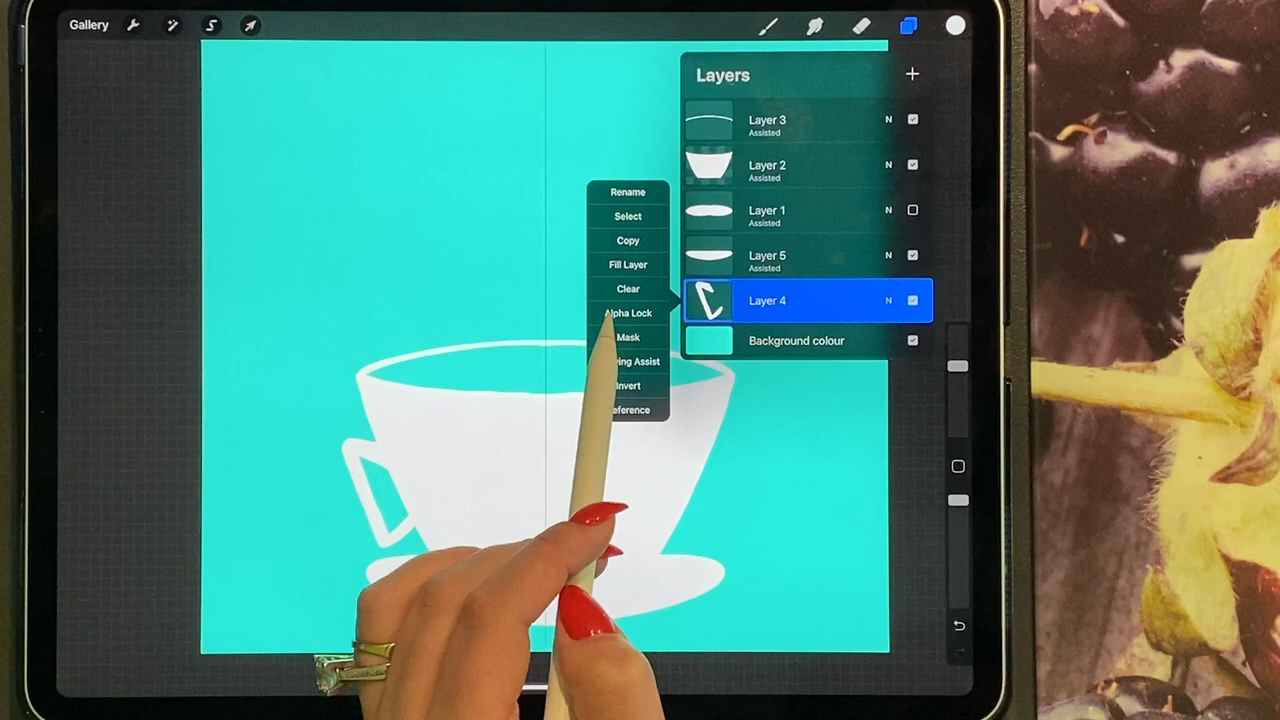 Gallery
Layers
Layer 3
N
Assisted
Layer 2
N
Assisted
Layer 1
N
Assisted
Layer 5
N
Assisted
Layer 4
N
Background colour
Rename
Select
Copy
Fill Layer
Clear
Alpha Lock
Mask
Assist
Invert